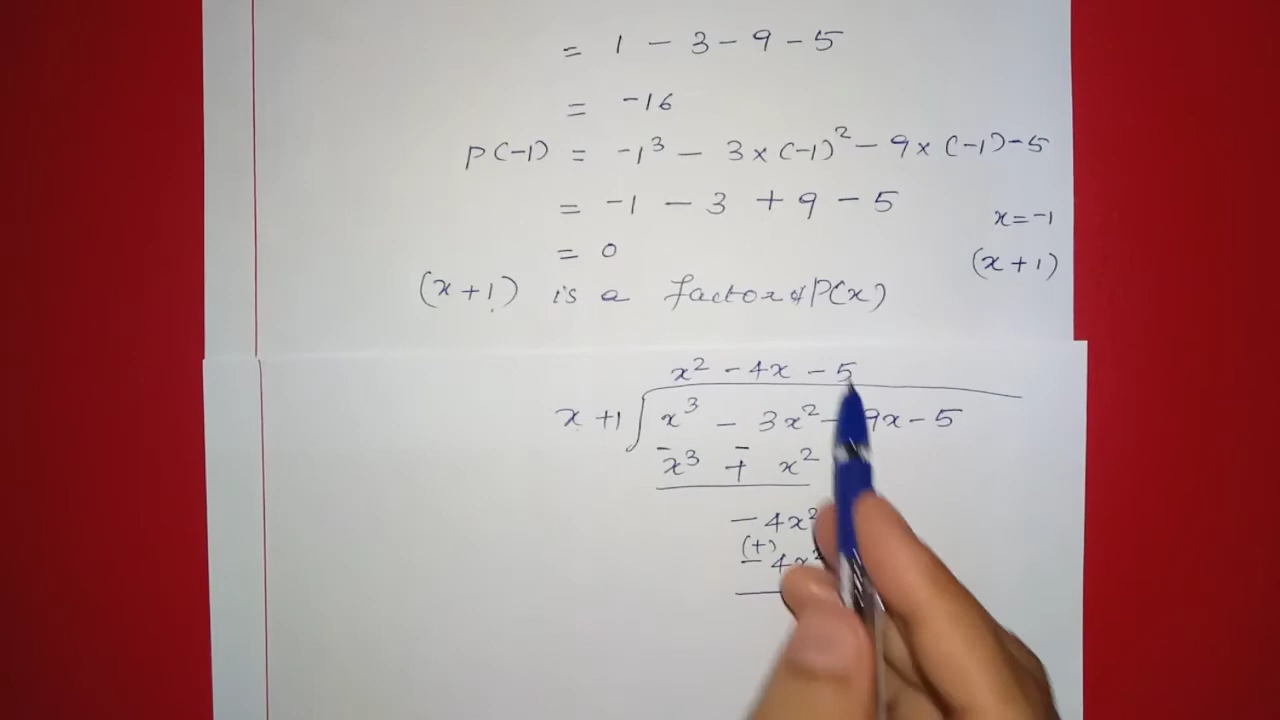 = 1 - 3 - 9 - 5
= -16
P(-1) = -1³ - 3×(-1)² - 9×(-1)-5
= -1 - 3 + 9 - 5
x=-1
= 0
(x+1)
(x+1) is a factor of P(x)
x² - 4x - 5
x+1 x³ - 3x² - 9x - 5
- -
x³ + x²
-4x²
(+)
-4x²